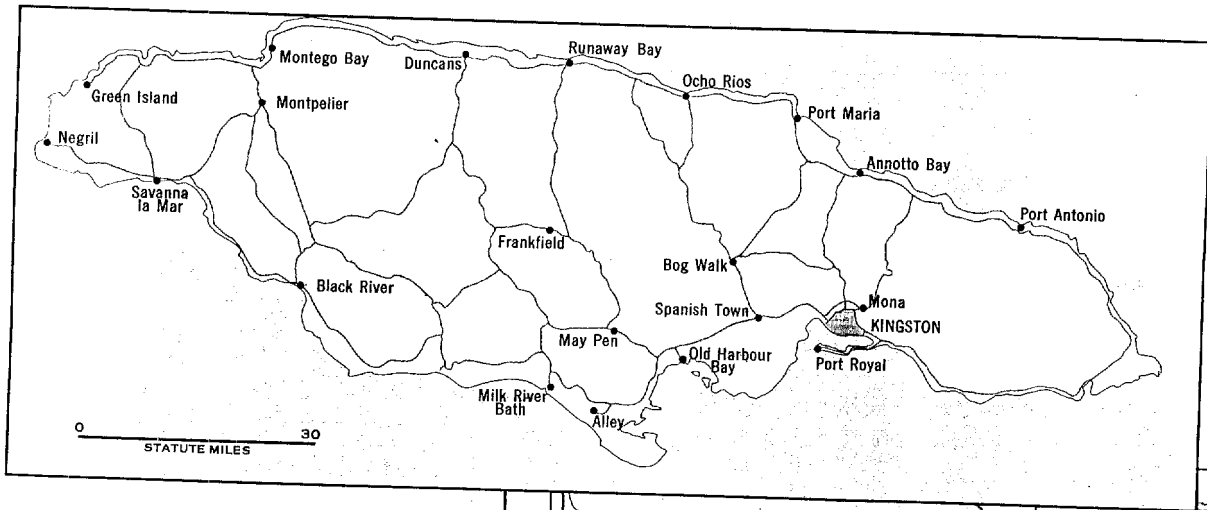 Montego Bay
Duncans
Runaway Bay
Ocho Ríos
Green Island
Montpelier
Port Maria
Negril
Annotto Bay
Savanna
la Mar
Port Antonio
Frankfield
Bog Walk
Black River
Mona
Spanish Town
KINGSTON
May Pen
Old Harbour
Bay
Port Royal
Milk River
Bath
Alley
0 30
STATUTE MILES